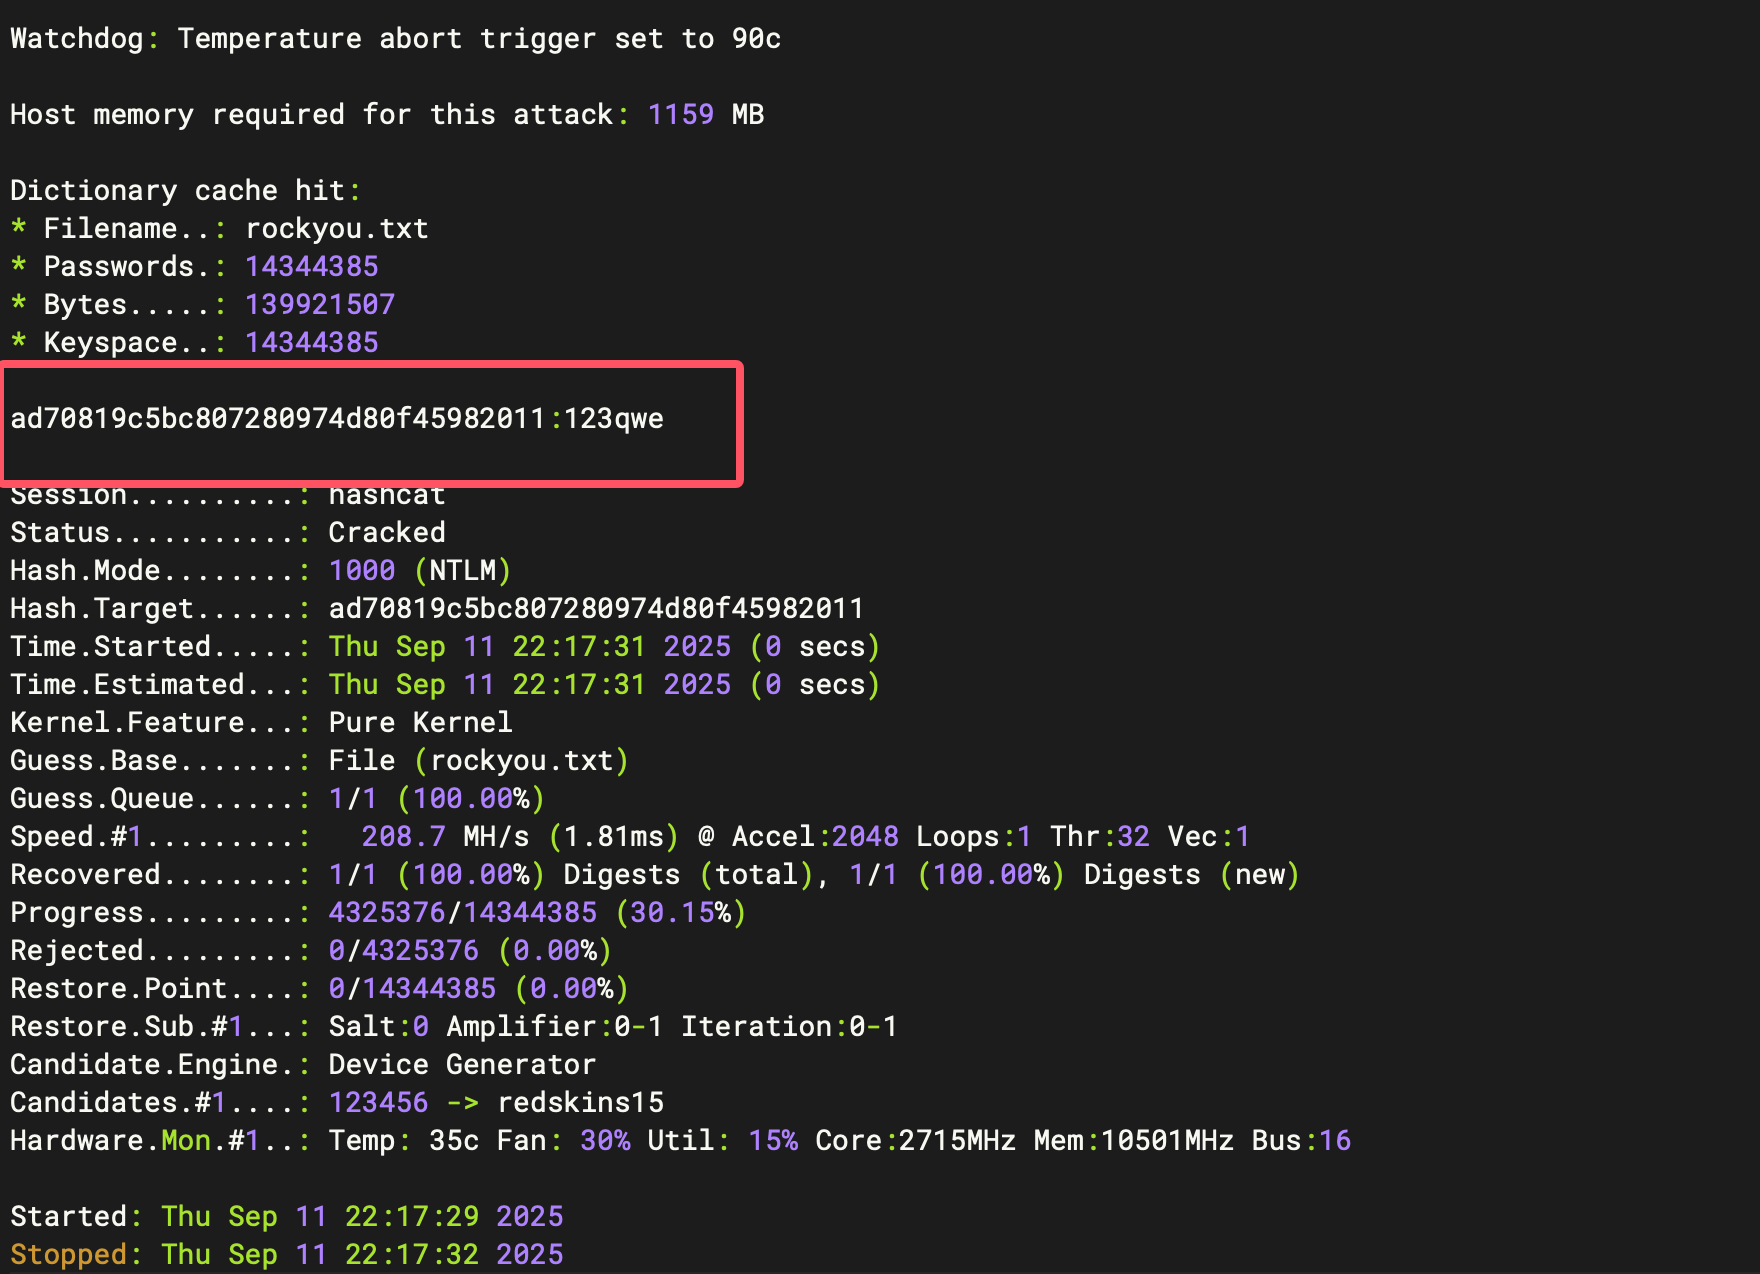 Watchdog: Temperature abort trigger set to 90c
Host memory required for this attack: 1159 MB
Dictionary cache hit:
* Filename..: rockyou.txt
* Passwords.: 14344385
* Bytes.....: 139921507
* Keyspace..: 14344385
ad70819c5bc807280974d80f45982011:123qwe
Session..........: hashcat
Status...........: Cracked
Hash.Mode........: 1000 (NTLM)
Hash.Target......: ad70819c5bc807280974d80f45982011
Time.Started.....: Thu Sep 11 22:17:31 2025 (0 secs)
Time.Estimated...: Thu Sep 11 22:17:31 2025 (0 secs)
Kernel.Feature...: Pure Kernel
Guess.Base.......: File (rockyou.txt)
Guess.Queue......: 1/1 (100.00%)
Speed.#1.........:   208.7 MH/s (1.81ms) @ Accel:2048 Loops:1 Thr:32 Vec:1
Recovered........: 1/1 (100.00%) Digests (total), 1/1 (100.00%) Digests (new)
Progress.........: 4325376/14344385 (30.15%)
Rejected.........: 0/4325376 (0.00%)
Restore.Point....: 0/14344385 (0.00%)
Restore.Sub.#1...: Salt:0 Amplifier:0-1 Iteration:0-1
Candidate.Engine.: Device Generator
Candidates.#1....: 123456 -> redskins15
Hardware.Mon.#1..: Temp: 35c Fan: 30% Util: 15% Core:2715MHz Mem:10501MHz Bus:16
Started: Thu Sep 11 22:17:29 2025
Stopped: Thu Sep 11 22:17:32 2025